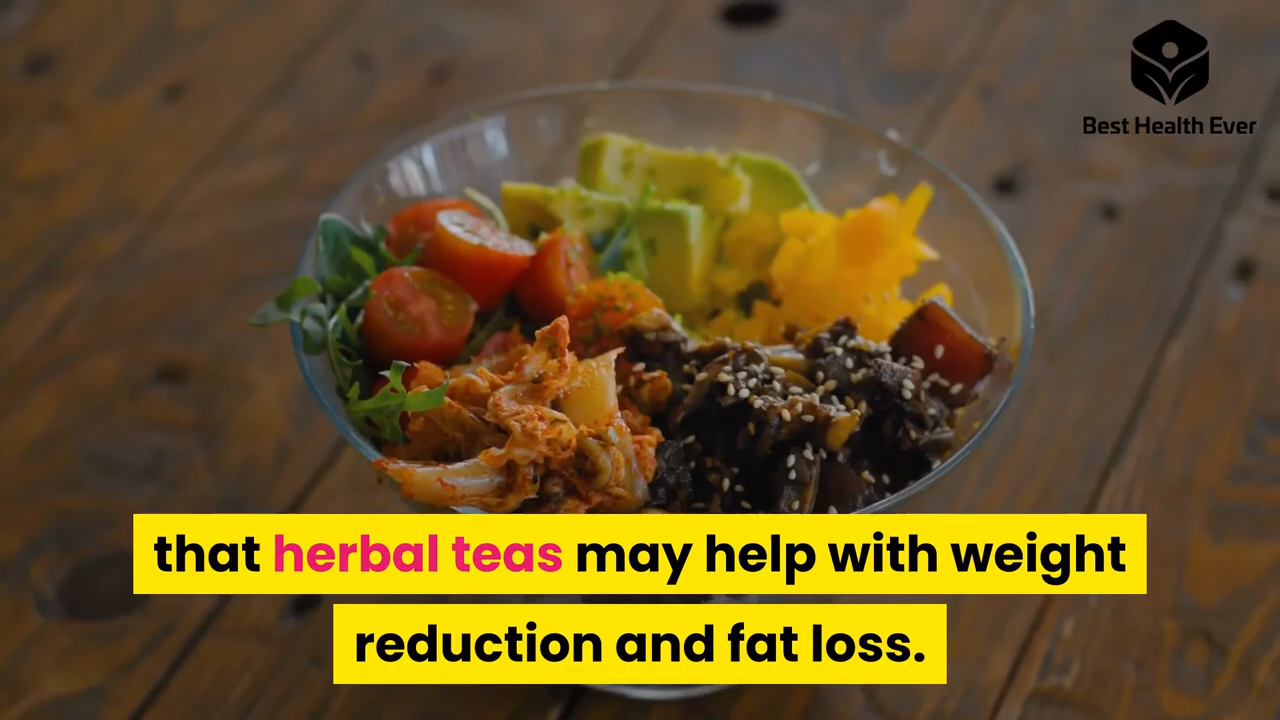 Best Health Ever
that herbal teas may help with weight
reduction and fat loss.